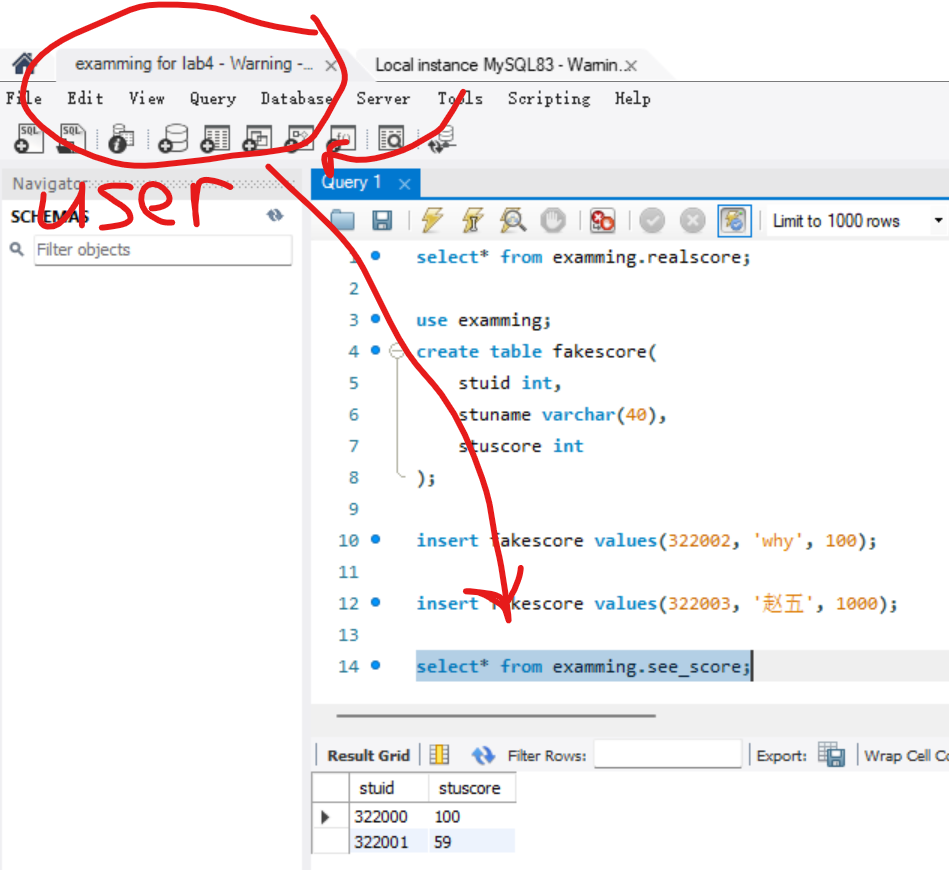 examming for lab4 - Warning -...
Local instance MySQL83 - Warnin...
File Edit View Query Database Server Tools Scripting Help
SQL SQL
Navigator
Query 1
user
SCHEMAS
Limit to 1000 rows
Filter objects
1 select* from examming.realscore;
2
3 use examming;
4 create table fakescore(
5 stuid int,
6 stuname varchar(40),
7 stuscore int
8 );
9
10 insert fakescore values(322002, 'why', 100);
11
12 insert fakescore values(322003, '赵五', 1000);
13
14 select* from examming.see_score;
Result Grid Filter Rows: Export: Wrap Cell Co
stuid stuscore
322000 100
322001 59